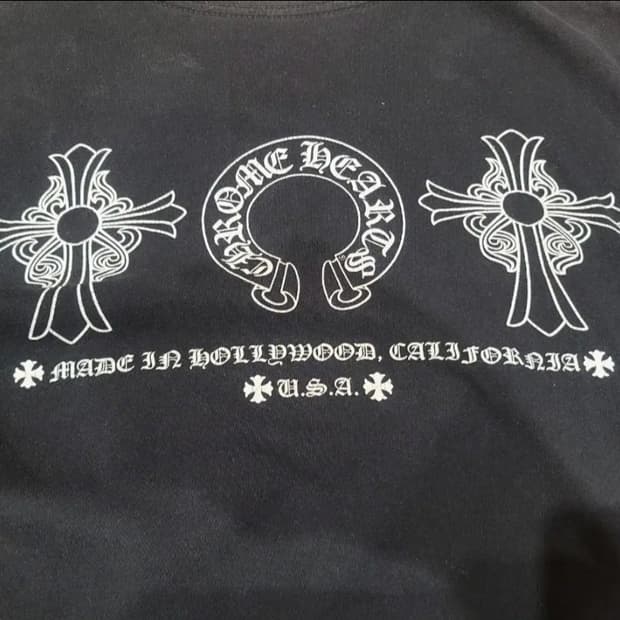 CHROME HEARTS
MADE IN HOLLYWOOD, CALIFORNIA
U.S.A.